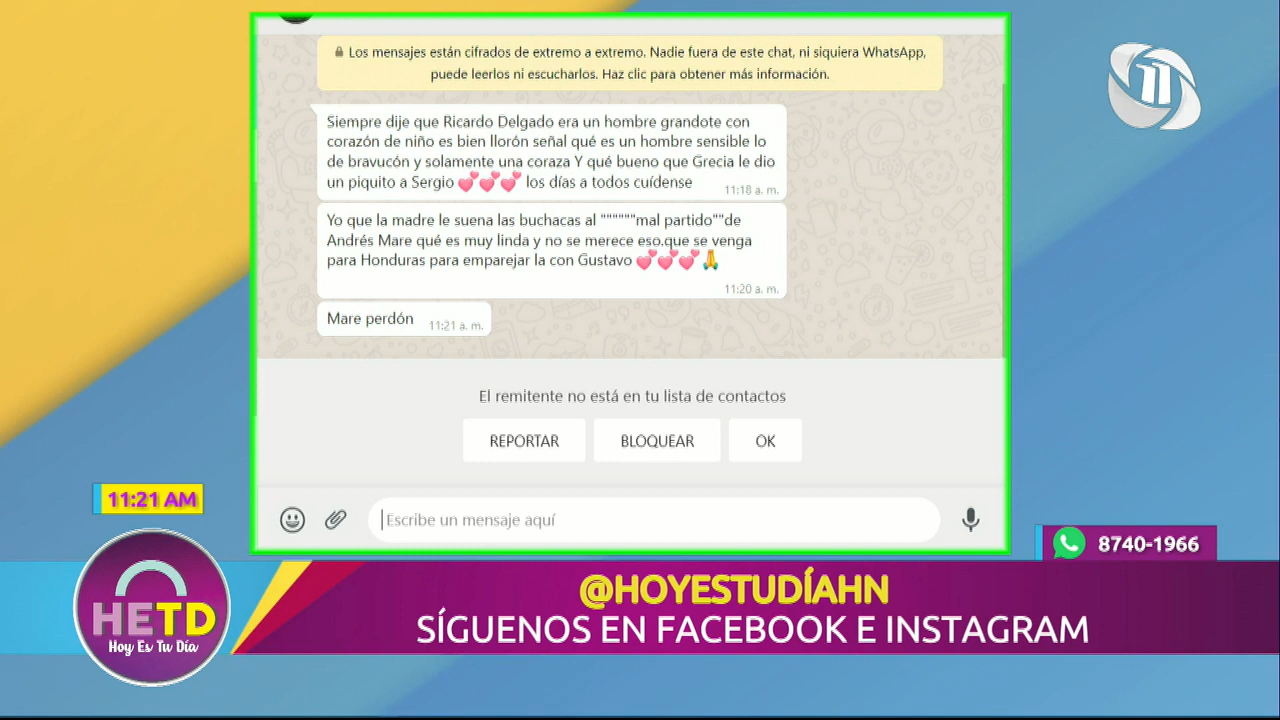 Los mensajes están cifrados de extremo a extremo. Nadie fuera de este chat, ni siquiera WhatsApp,
puede leerlos ni escucharlos. Haz clic para obtener más información.
11
Siempre dije que Ricardo Delgado era un hombre grandote con
corazón de niño es bien llorón señal qué es un hombre sensible lo
de bravucón y solamente una coraza Y qué bueno que Grecia le dio
un piquito a Sergio 💕💕💕 los días a todos cuídense
11:18 a. m.
Yo que la madre le suena las buchacas al """"""mal partido""de
Andrés Mare qué es muy linda y no se merece eso.que se venga
para Honduras para emparejar la con Gustavo 💕💕💕🙏
11:20 a. m.
Mare perdón 11:21 a. m.
El remitente no está en tu lista de contactos
REPORTAR BLOQUEAR OK
Escribe un mensaje aquí
11:21 AM
8740-1966
HETD
Hoy Es Tu Día
@HOYESTUDÍAHN
SÍGUENOS EN FACEBOOK E INSTAGRAM